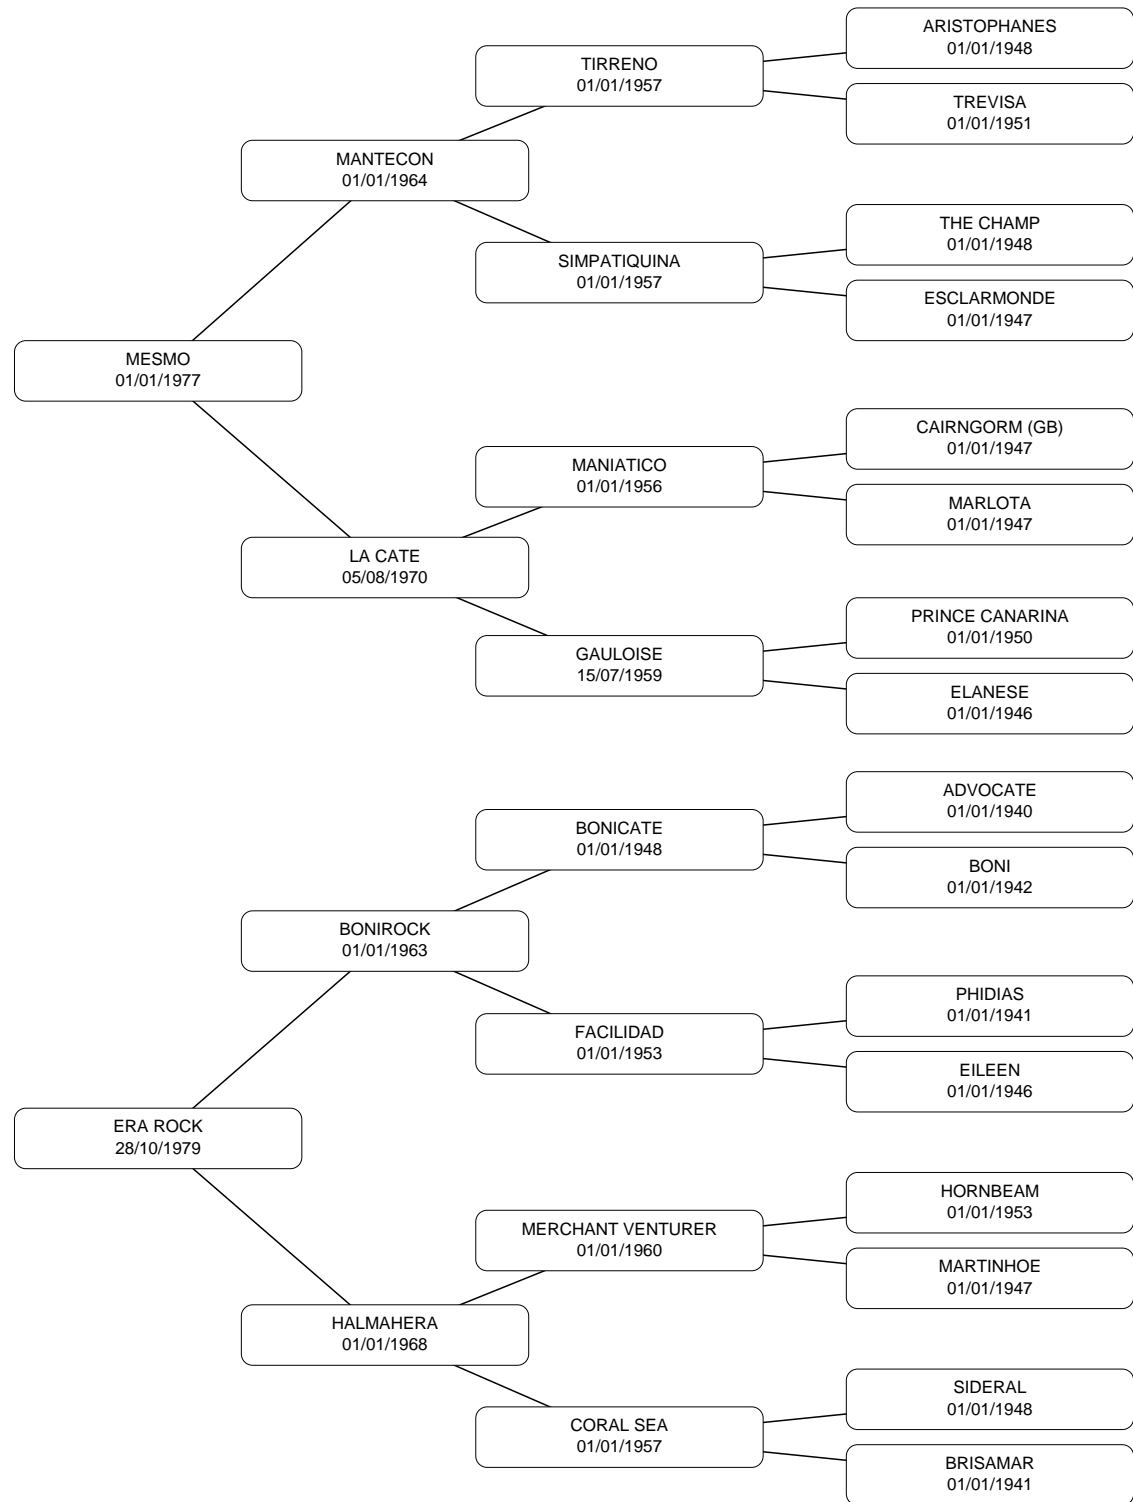 ARISTOPHANES
01/01/1948
TIRRENO
01/01/1957
TREVISA
01/01/1951
MANTECON
01/01/1964
THE CHAMP
01/01/1948
SIMPATIQUINA
01/01/1957
ESCLARMONDE
01/01/1947
MESMO
01/01/1977
CAIRNGORM (GB)
01/01/1947
MANIATICO
01/01/1956
MARLOTA
01/01/1947
LA CATE
05/08/1970
PRINCE CANARINA
01/01/1950
GAULOISE
15/07/1959
ELANESE
01/01/1946
ADVOCATE
01/01/1940
BONICATE
01/01/1948
BONI
01/01/1942
BONIROCK
01/01/1963
PHIDIAS
01/01/1941
FACILIDAD
01/01/1953
EILEEN
01/01/1946
ERA ROCK
28/10/1979
HORNBEAM
01/01/1953
MERCHANT VENTURER
01/01/1960
MARTINHOE
01/01/1947
HALMAHERA
01/01/1968
SIDERAL
01/01/1948
CORAL SEA
01/01/1957
BRISAMAR
01/01/1941